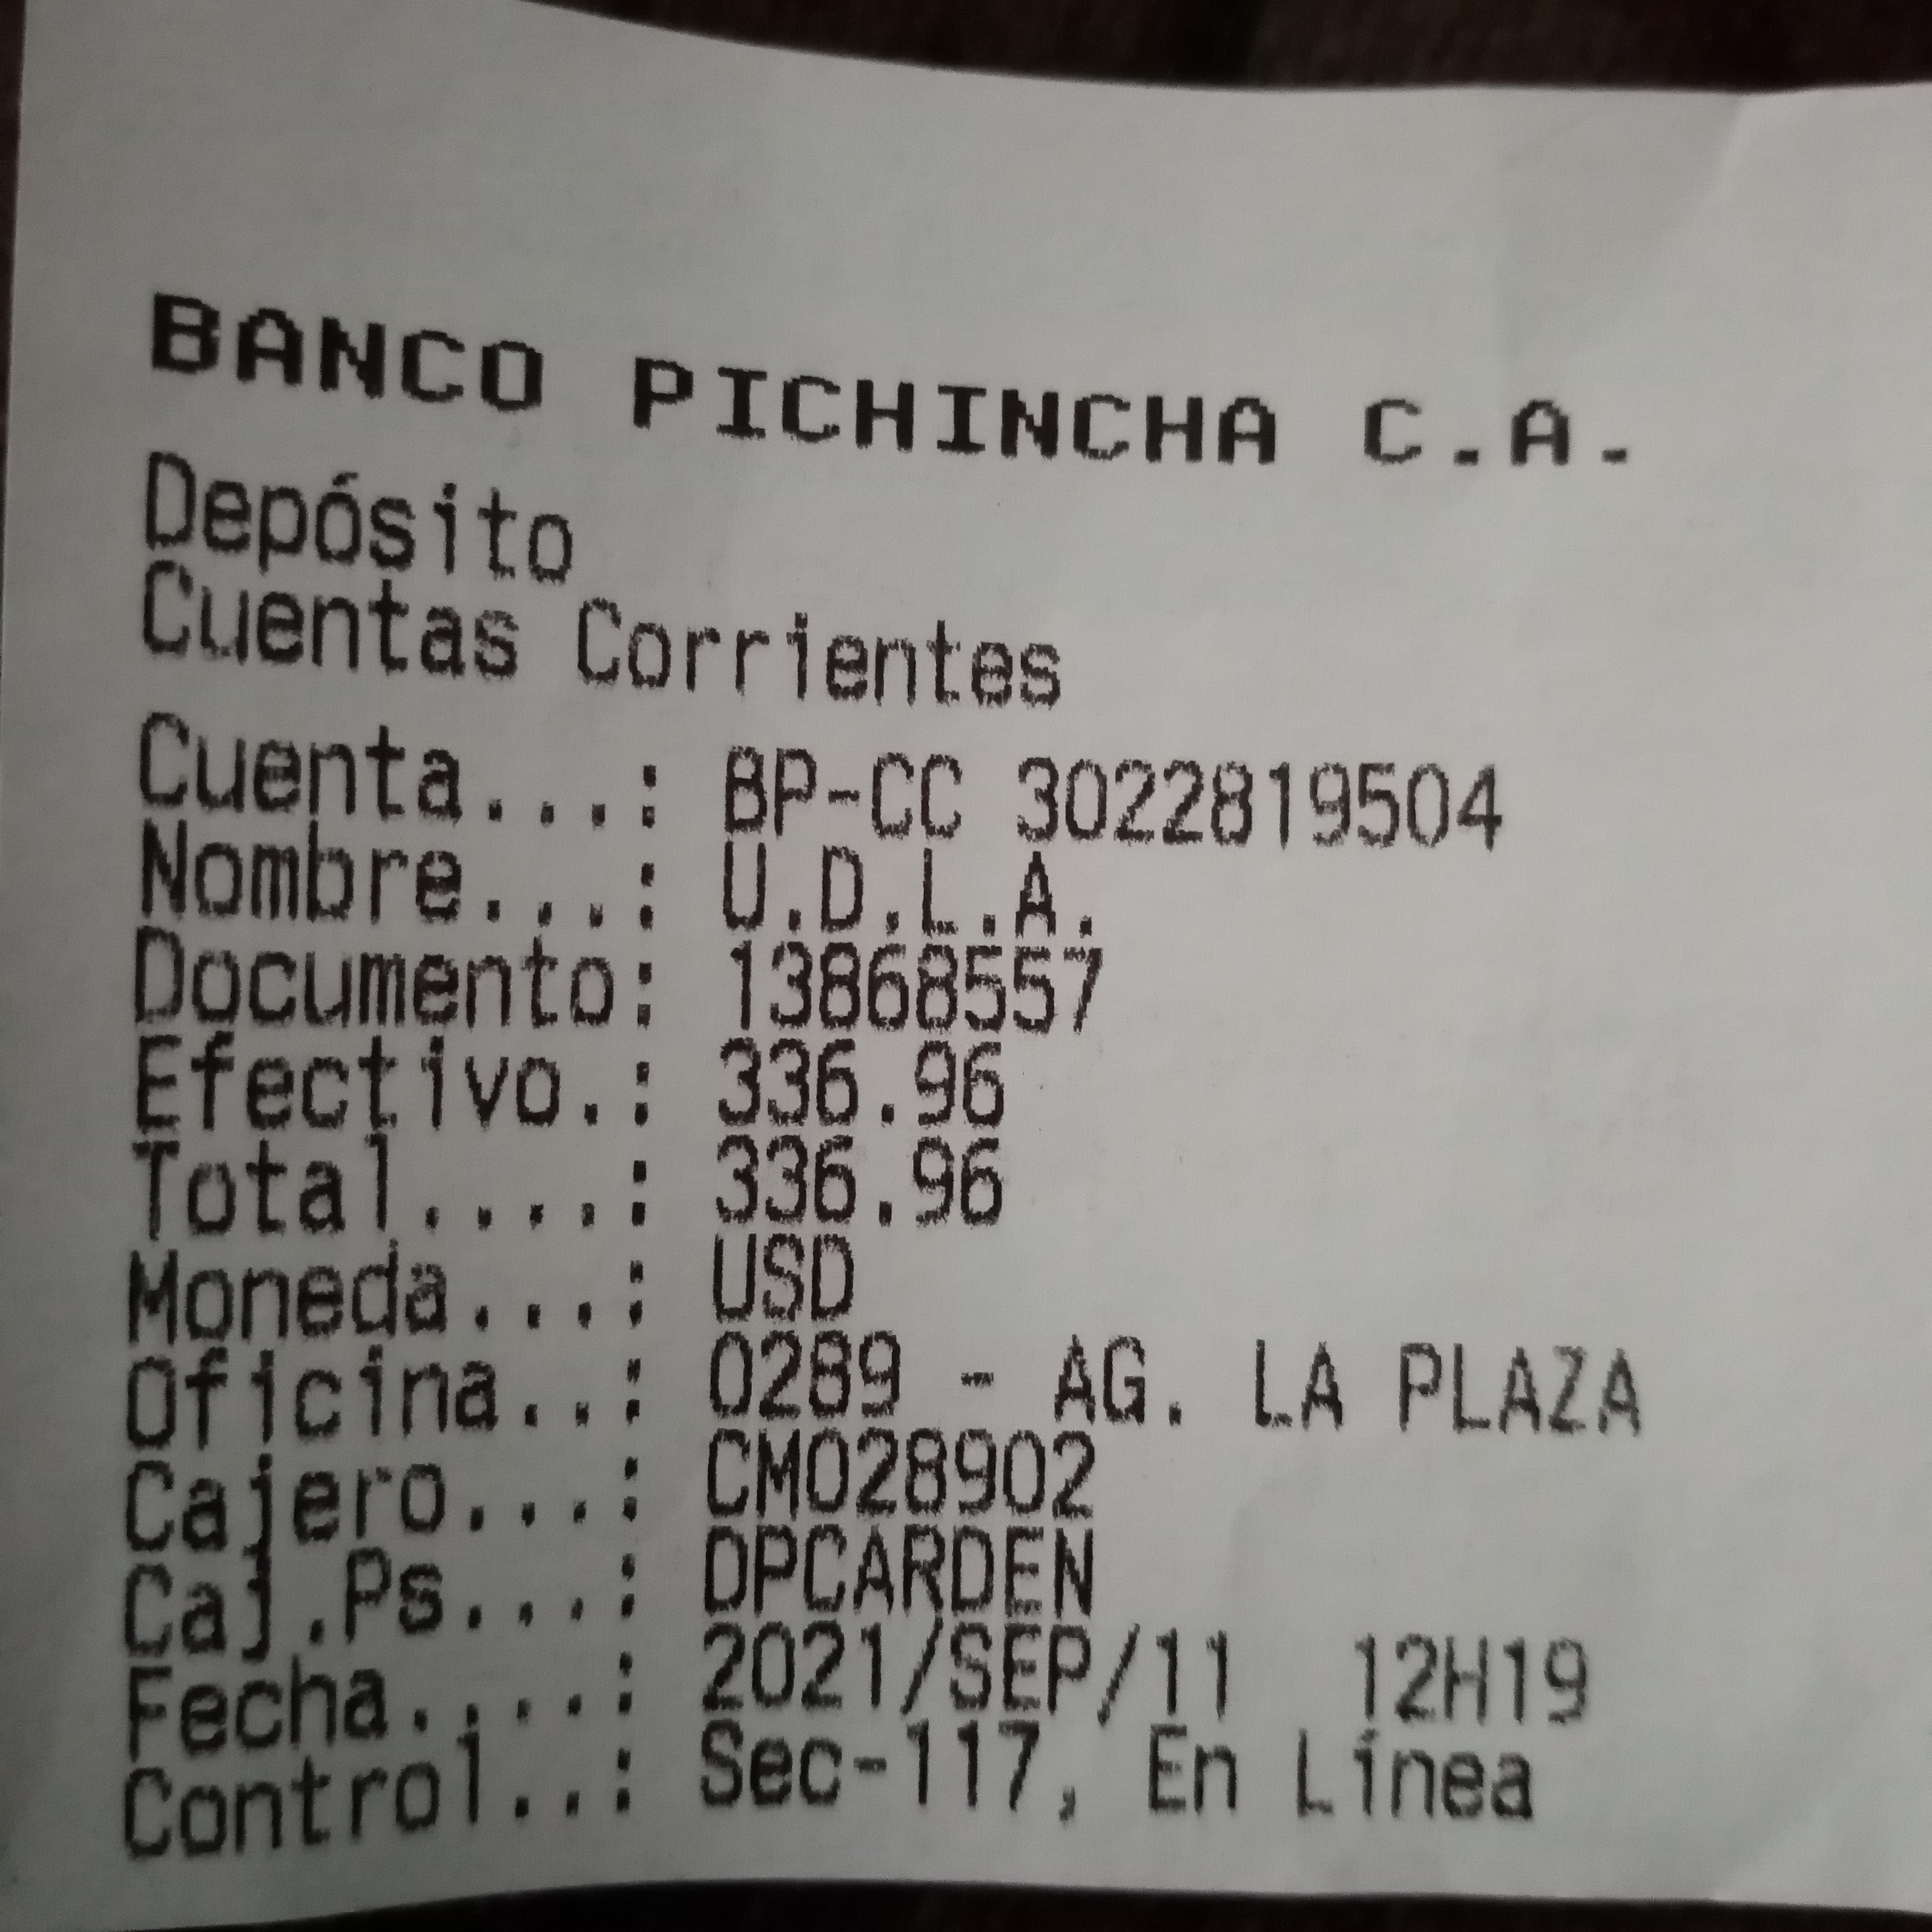 BANCO PICHINCHA C.A.
Depósito
Cuentas Corrientes
Cuenta...: BP-CC 3022819504
Nombre...: U.D.L.A.
Documento: 13868557
Efectivo.: 336.96
Total....: 336.96
Moneda...: USD
Oficina..: 0289 - AG. LA PLAZA
Cajero...: CM028902
Caj.Ps...: DPCARDEN
Fecha....: 2021/SEP/11  12H19
Control..: Sec-117, En Línea